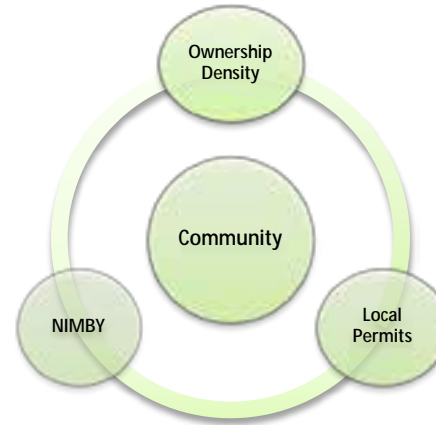 Ownership
Density
Community
NIMBY
Local
Permits